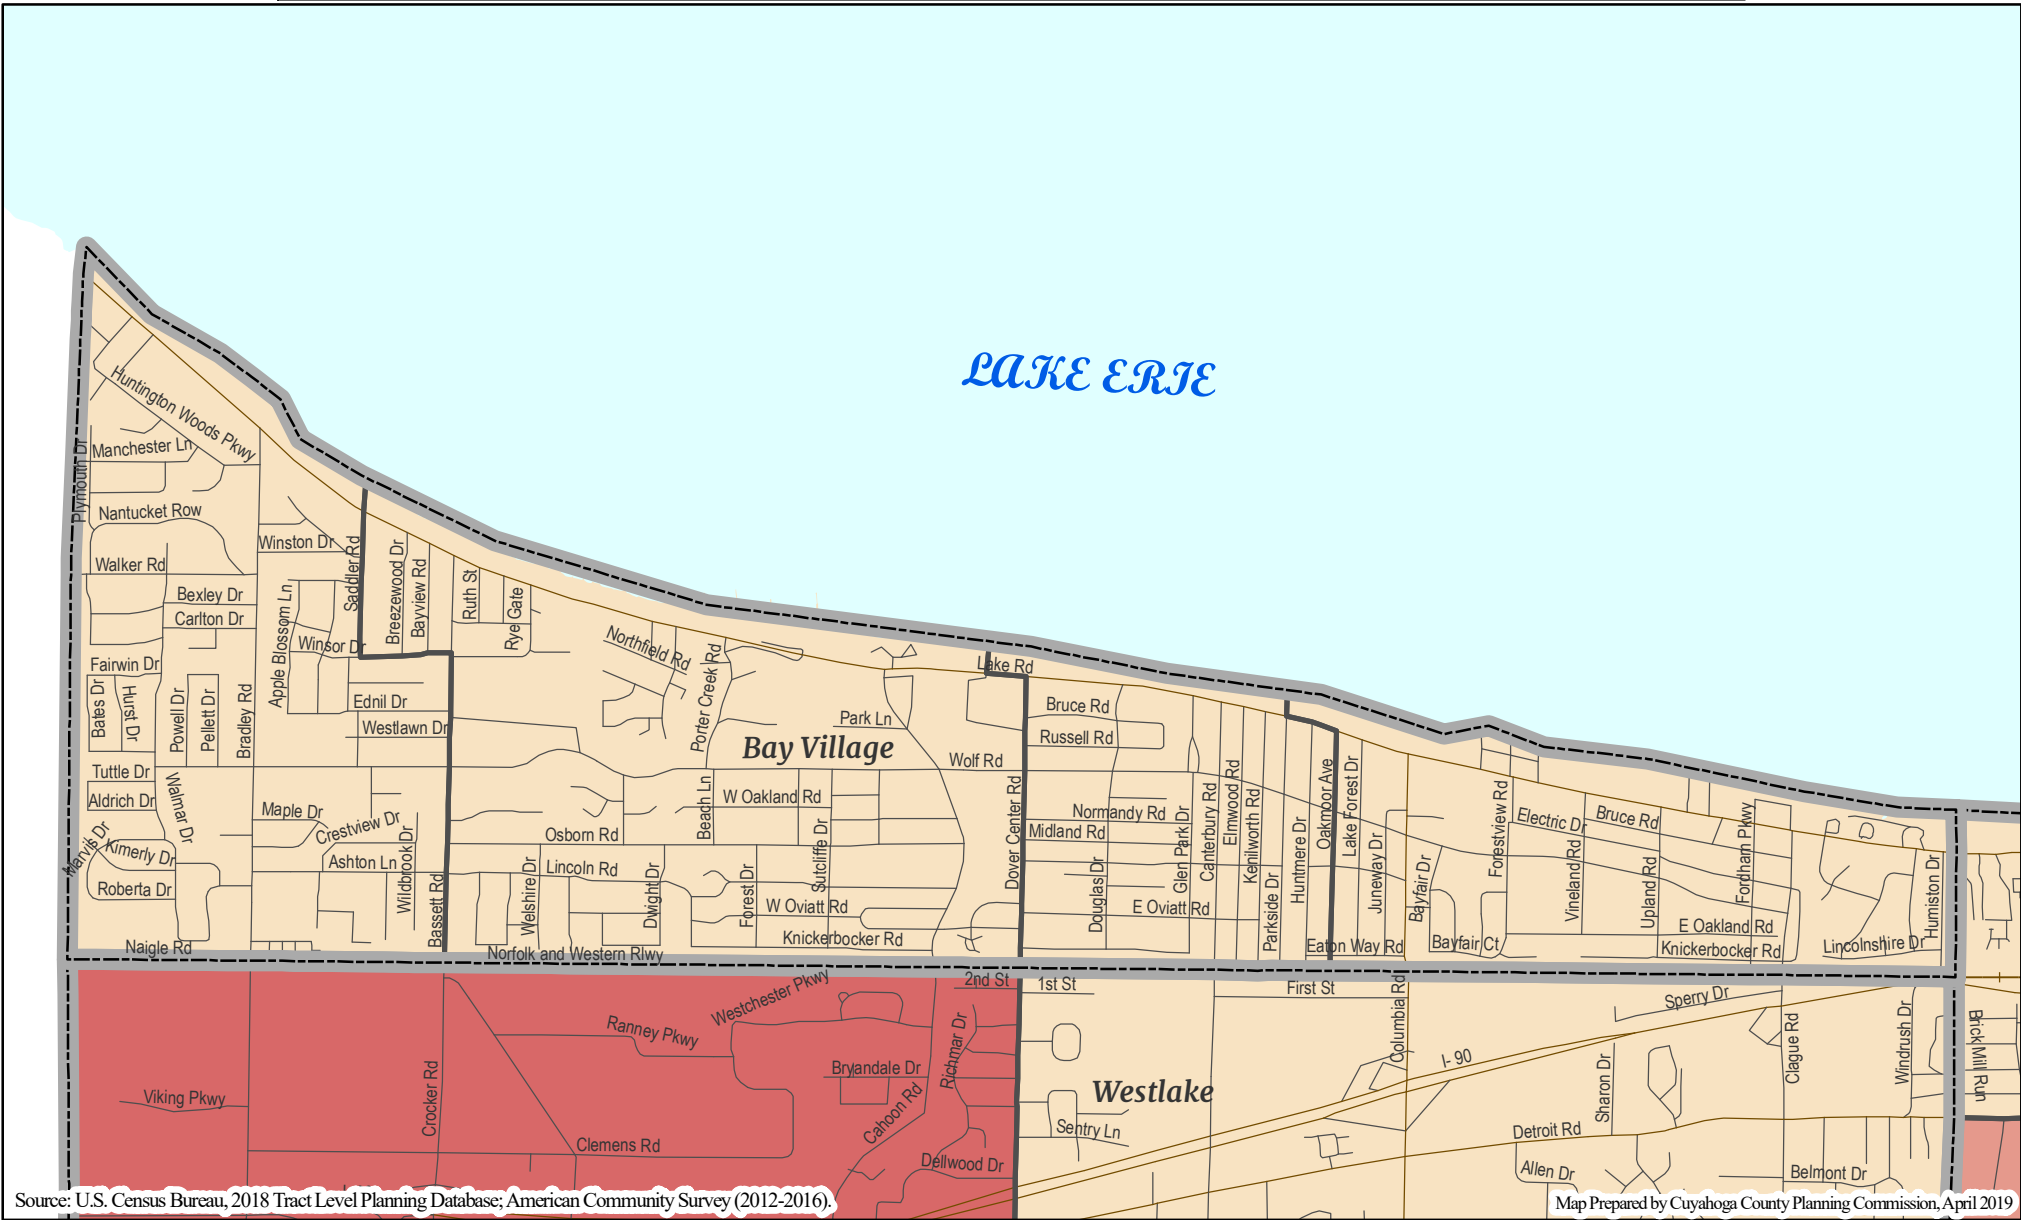 LAKE ERIE
Huntington Woods Pkwy
Plymouth Dr
Manchester Ln
Nantucket Row
Winston Dr
Saddler Rd
Breezewood Dr
Bayview Rd
Walker Rd
Bexley Dr
Carlton Dr
Apple Blossom Ln
Winsor Dr
Ruth St
Rye Gate
Northfield Rd
Porter Creek Rd
Lake Rd
Fairwin Dr
Bates Dr
Hurst Dr
Powell Dr
Pellett Dr
Bradley Rd
Ednil Dr
Westlawn Dr
Park Ln
Bruce Rd
Russell Rd
Bay Village
Wolf Rd
Tuttle Dr
Aldrich Dr
Walmar Dr
Maple Dr
Crestview Dr
Beach Ln
W Oakland Rd
Dover Center Rd
Normandy Rd
Midland Rd
Glen Park Dr
Canterbury Rd
Elmwood Rd
Kenilworth Rd
Parkside Dr
Huntmere Dr
Oakmoor Ave
Lake Forest Dr
Juneway Dr
Bayfair Dr
Forestview Rd
Electric Dr
Bruce Rd
Vineland Rd
Upland Rd
Fordham Pkwy
Humiston Dr
Marvis Dr
Kimerly Dr
Roberta Dr
Ashton Ln
Wildbrook Dr
Bassett Rd
Osborn Rd
Lincoln Rd
Welshire Dr
Dwight Dr
Forest Dr
Sutcliffe Dr
W Oviatt Rd
Knickerbocker Rd
Douglas Dr
E Oviatt Rd
Eaton Way Rd
Bayfair Ct
E Oakland Rd
Knickerbocker Rd
Lincolnshire Dr
Naigle Rd
Norfolk and Western Rlwy
2nd St
1st St
First St
Columbia Rd
Sperry Dr
Clague Rd
Windrush Dr
Brick Mill Run
Westchester Pkwy
Ranney Pkwy
Richmar Dr
Bryandale Dr
Cahoon Rd
Crocker Rd
Viking Pkwy
Clemens Rd
Dellwood Dr
Westlake
I- 90
Sentry Ln
Sharon Dr
Detroit Rd
Allen Dr
Belmont Dr
Source: U.S. Census Bureau, 2018 Tract Level Planning Database; American Community Survey (2012-2016).
Map Prepared by Cuyahoga County Planning Commission, April 2019